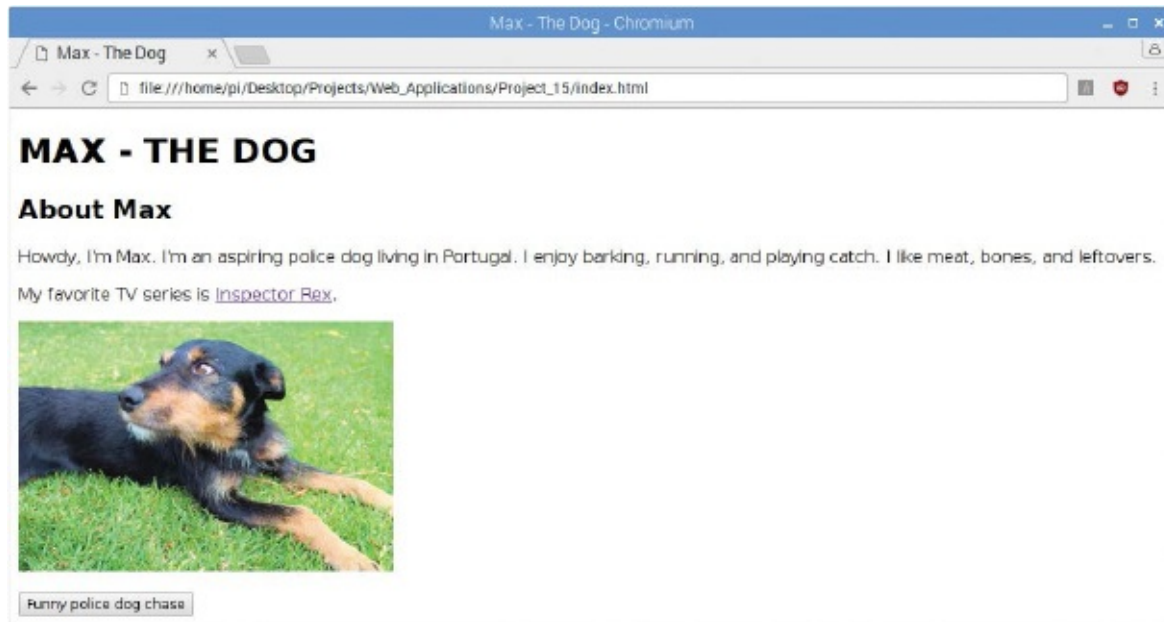 Max - The Dog - Chromium
Max - The Dog
file:///home/pi/Desktop/Projects/Web_Applications/Project_15/index.html
MAX - THE DOG
About Max
Howdy, I'm Max. I'm an aspiring police dog living in Portugal. I enjoy barking, running, and playing catch. I like meat, bones, and leftovers.
My favorite TV series is Inspector Rex.
Funny police dog chase